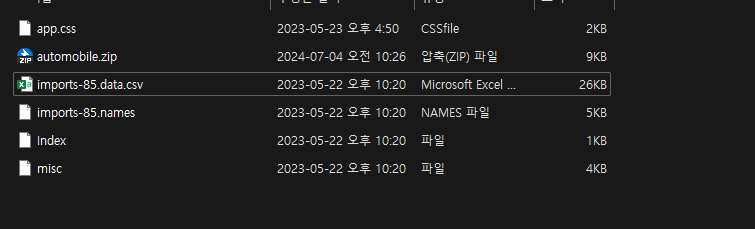 app.css 2023-05-23 오후 4:50 CSSfile 2KB
automobile.zip 2024-07-04 오전 10:26 압축(ZIP) 파일 9KB
imports-85.data.csv 2023-05-22 오후 10:20 Microsoft Excel ... 26KB
imports-85.names 2023-05-22 오후 10:20 NAMES 파일 5KB
Index 2023-05-22 오후 10:20 파일 1KB
misc 2023-05-22 오후 10:20 파일 4KB